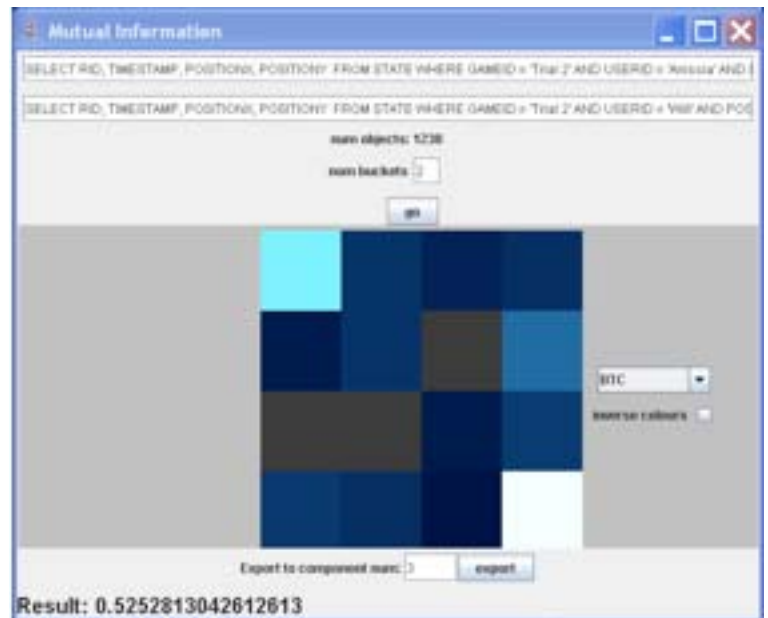 Mutual Information
SELECT RID, TIMESTAMP, POSITIONX, POSITIONY FROM STATE WHERE GAMEID = 'Trial 2' AND USERID = AND
SELECT RID, TIMESTAMP, POSITIONX, POSITIONY FROM STATE WHERE GAMEID = 'Trial 2' AND USERID = 'Will' AND POS
num objects: 1238
num buckets
go
inverse colours
Export to component num: 3 export
Result: 0.5252813042612613